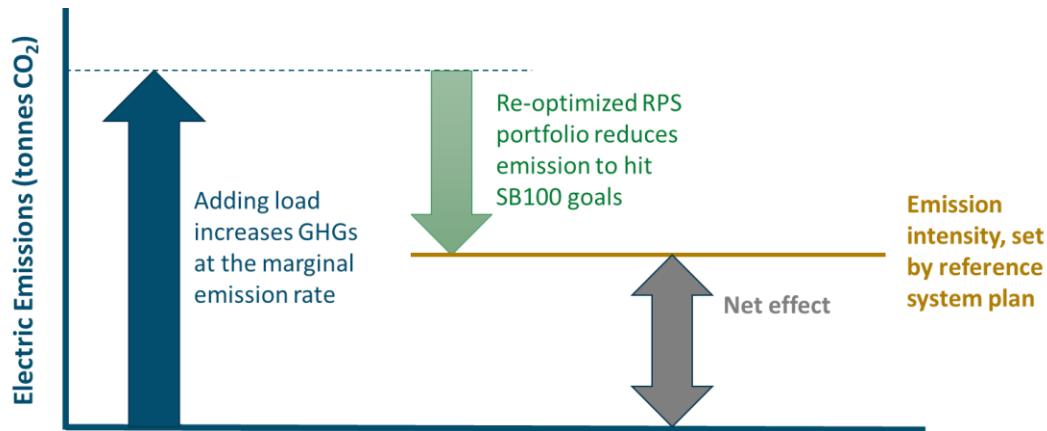 Electric Emissions (tonnes CO₂)
Adding load
increases GHGs
at the marginal
emission rate
Re-optimized RPS
portfolio reduces
emission to hit
SB100 goals
Net effect
Emission
intensity, set
by reference
system plan